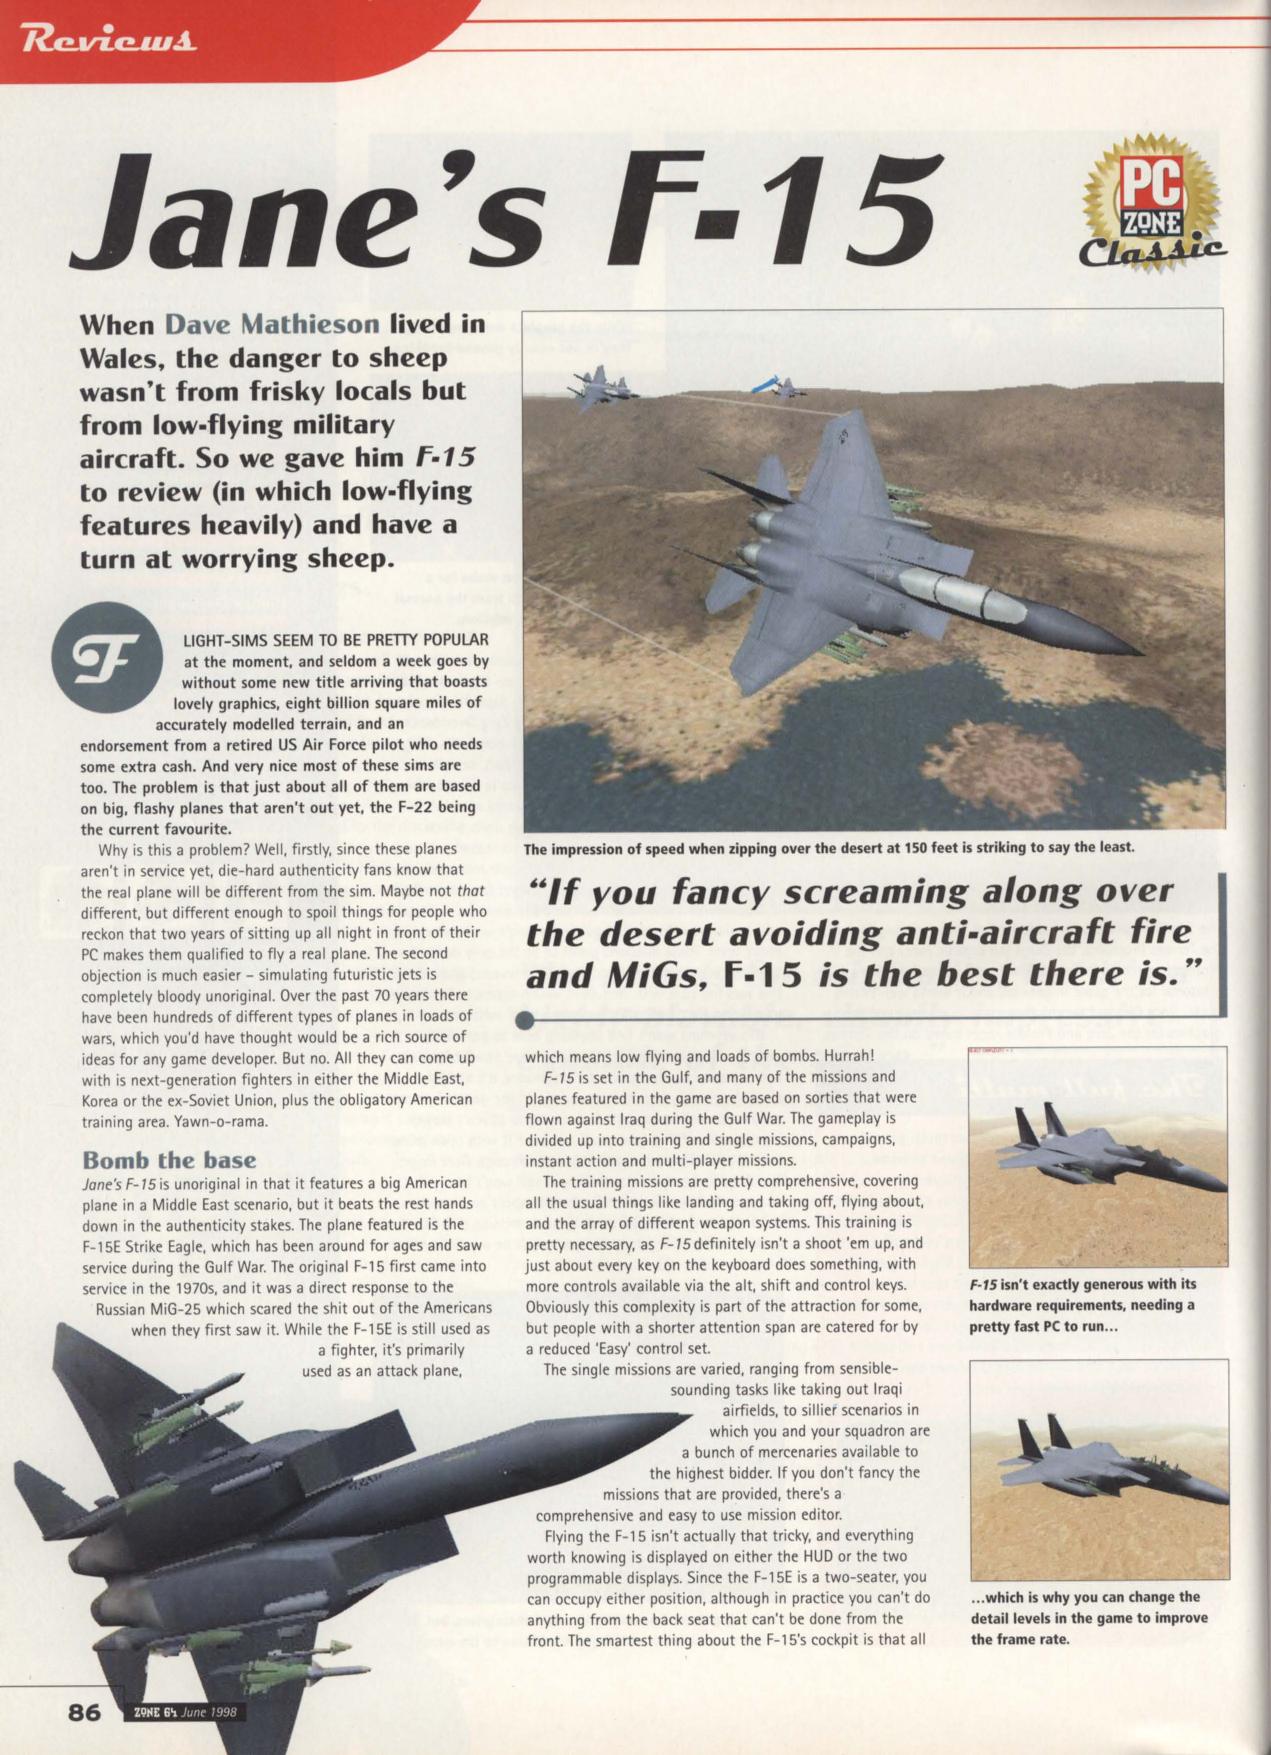 Reviews
Jane's F-15
PC
ZONE
Classic
When Dave Mathieson lived in
Wales, the danger to sheep
wasn't from frisky locals but
from low-flying military
aircraft. So we gave him F-15
to review (in which low-flying
features heavily) and have a
turn at worrying sheep.
F
LIGHT-SIMS SEEM TO BE PRETTY POPULAR
at the moment, and seldom a week goes by
without some new title arriving that boasts
lovely graphics, eight billion square miles of
accurately modelled terrain, and an
endorsement from a retired US Air Force pilot who needs
some extra cash. And very nice most of these sims are
too. The problem is that just about all of them are based
on big, flashy planes that aren't out yet, the F-22 being
the current favourite.
Why is this a problem? Well, firstly, since these planes
aren't in service yet, die-hard authenticity fans know that
the real plane will be different from the sim. Maybe not that
different, but different enough to spoil things for people who
reckon that two years of sitting up all night in front of their
PC makes them qualified to fly a real plane. The second
objection is much easier – simulating futuristic jets is
completely bloody unoriginal. Over the past 70 years there
have been hundreds of different types of planes in loads of
wars, which you'd have thought would be a rich source of
ideas for any game developer. But no. All they can come up
with is next-generation fighters in either the Middle East,
Korea or the ex-Soviet Union, plus the obligatory American
training area. Yawn-o-rama.
Bomb the base
Jane's F-15 is unoriginal in that it features a big American
plane in a Middle East scenario, but it beats the rest hands
down in the authenticity stakes. The plane featured is the
F-15E Strike Eagle, which has been around for ages and saw
service during the Gulf War. The original F-15 first came into
service in the 1970s, and it was a direct response to the
Russian MiG-25 which scared the shit out of the Americans
when they first saw it. While the F-15E is still used as
a fighter, it's primarily
used as an attack plane,
The impression of speed when zipping over the desert at 150 feet is striking to say the least.
"If you fancy screaming along over
the desert avoiding anti-aircraft fire
and MiGs, F-15 is the best there is."
which means low flying and loads of bombs. Hurrah!
F-15 is set in the Gulf, and many of the missions and
planes featured in the game are based on sorties that were
flown against Iraq during the Gulf War. The gameplay is
divided up into training and single missions, campaigns,
instant action and multi-player missions.
The training missions are pretty comprehensive, covering
all the usual things like landing and taking off, flying about,
and the array of different weapon systems. This training is
pretty necessary, as F-15 definitely isn't a shoot 'em up, and
just about every key on the keyboard does something, with
more controls available via the alt, shift and control keys.
Obviously this complexity is part of the attraction for some,
but people with a shorter attention span are catered for by
a reduced 'Easy' control set.
The single missions are varied, ranging from sensible-
sounding tasks like taking out Iraqi
airfields, to sillier scenarios in
which you and your squadron are
a bunch of mercenaries available to
the highest bidder. If you don't fancy the
missions that are provided, there's a
comprehensive and easy to use mission editor.
Flying the F-15 isn't actually that tricky, and everything
worth knowing is displayed on either the HUD or the two
programmable displays. Since the F-15E is a two-seater, you
can occupy either position, although in practice you can't do
anything from the back seat that can't be done from the
front. The smartest thing about the F-15's cockpit is that all
F-15 isn't exactly generous with its
hardware requirements, needing a
pretty fast PC to run...
...which is why you can change the
detail levels in the game to improve
the frame rate.
86
ZONE 64 June 1998